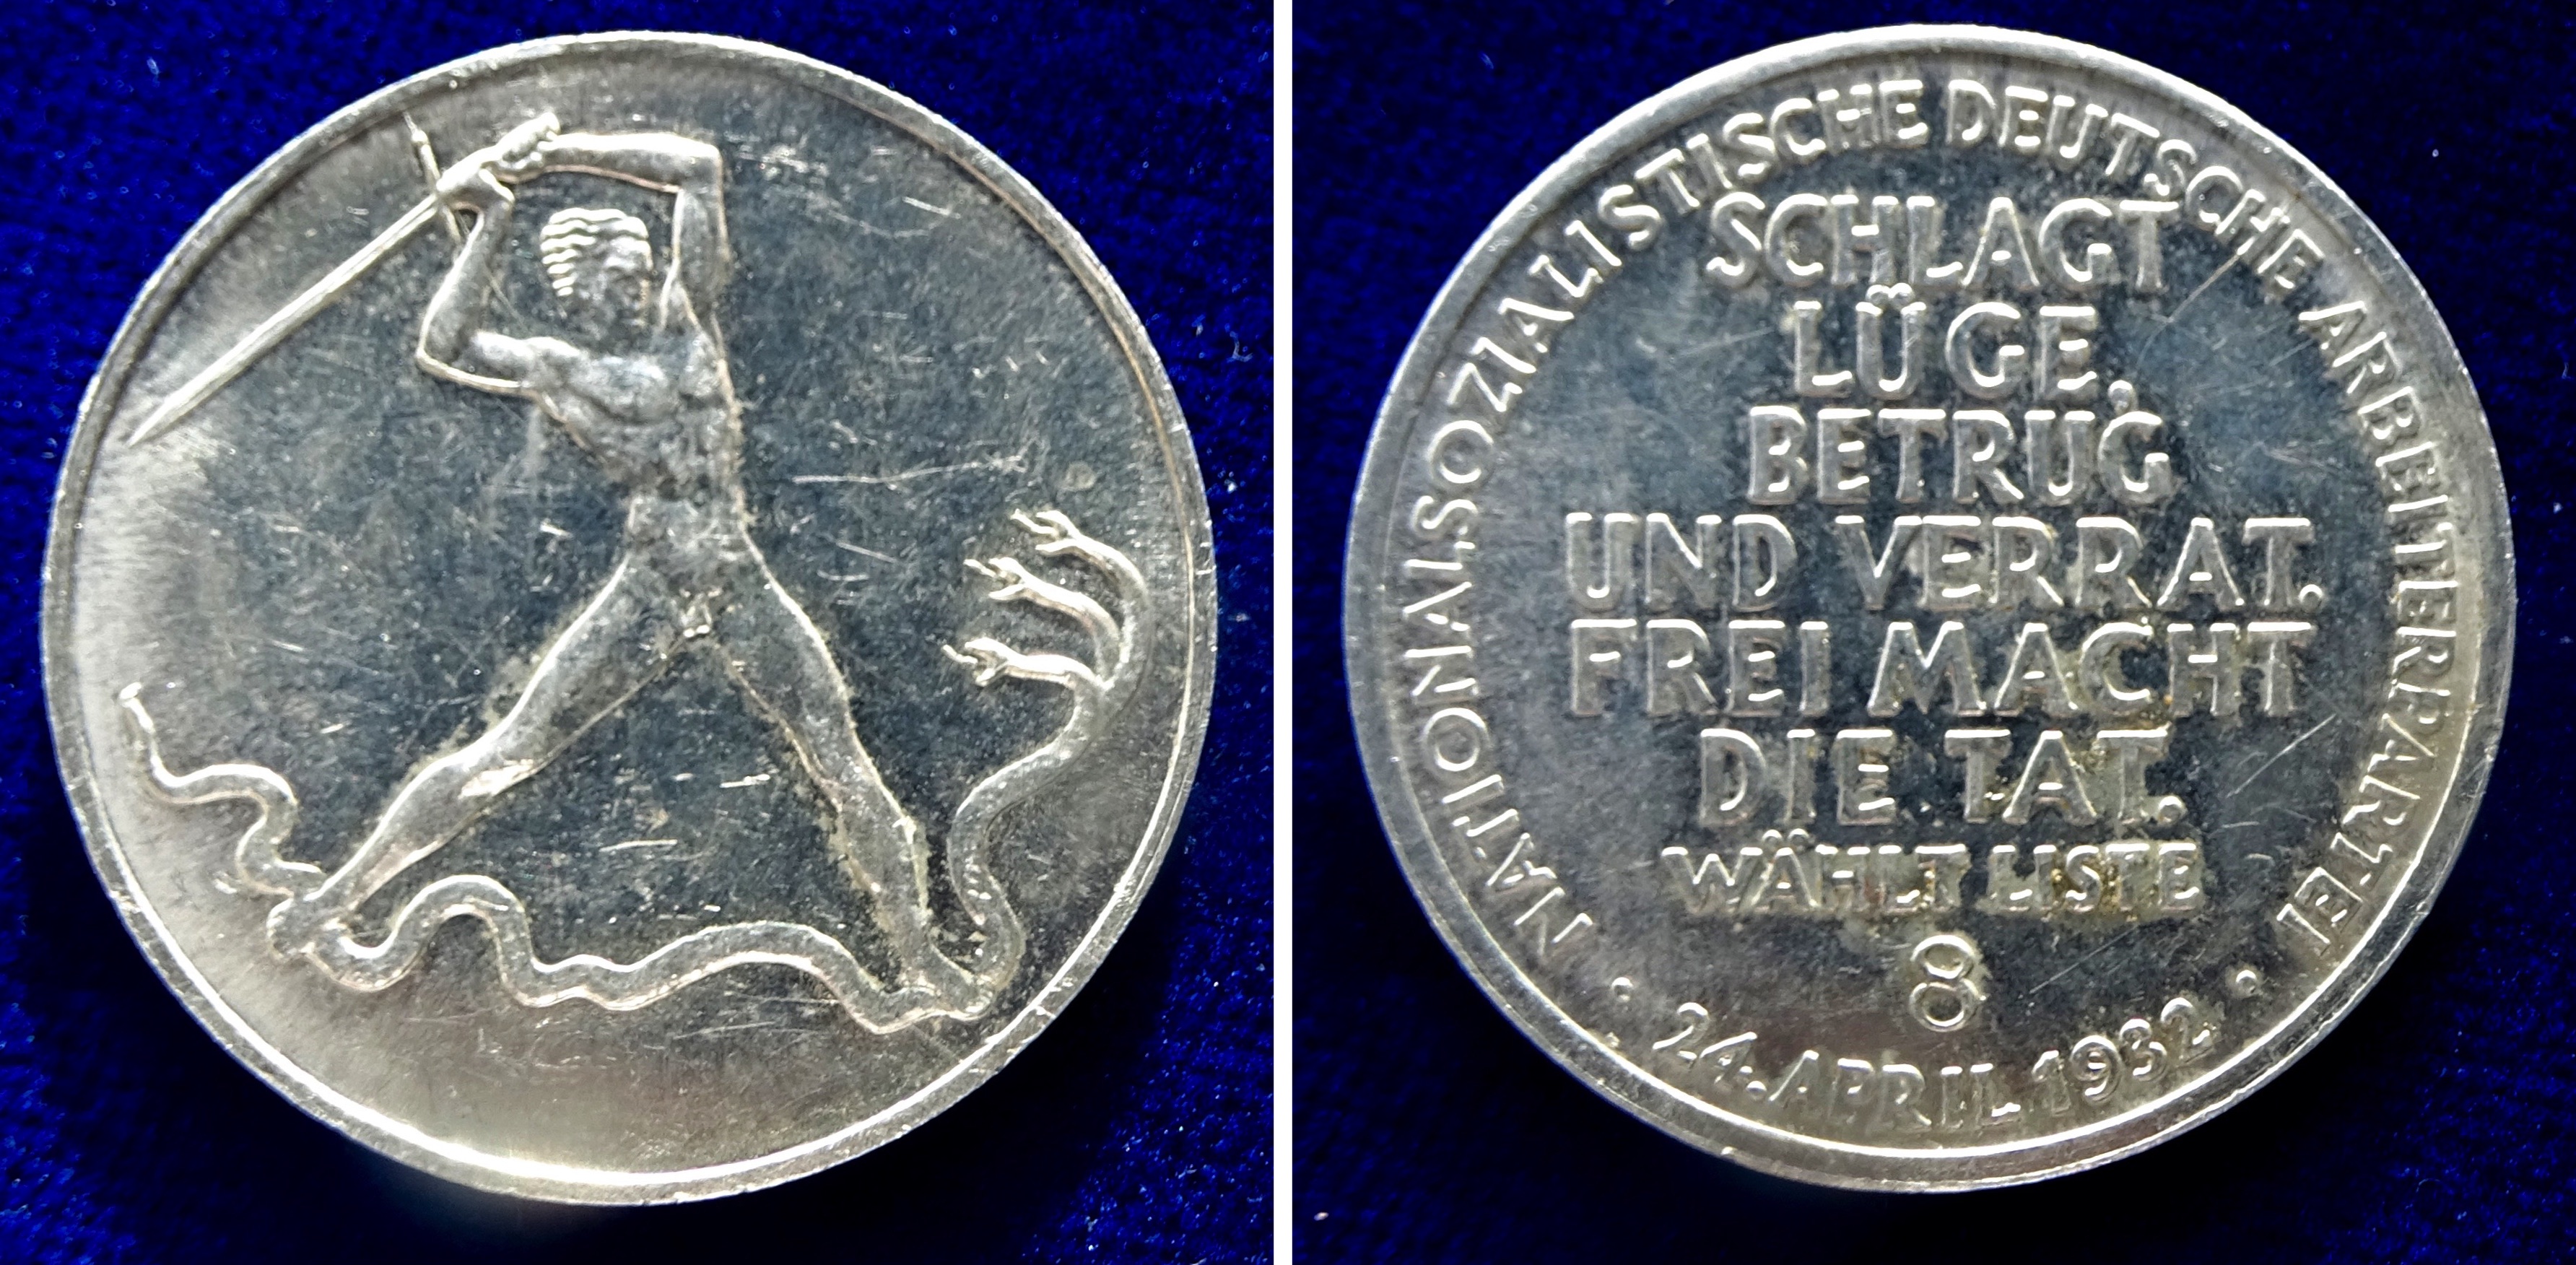 NATIONALSOZIALISTISCHE DEUTSCHE ARBEITERPARTEI
SCHLAGT
LÜGE,
BETRUG
UND VERRAT.
FREI MACHT
DIE TAT.
WÄHLT LISTE
8
• 24. APRIL 1932 •